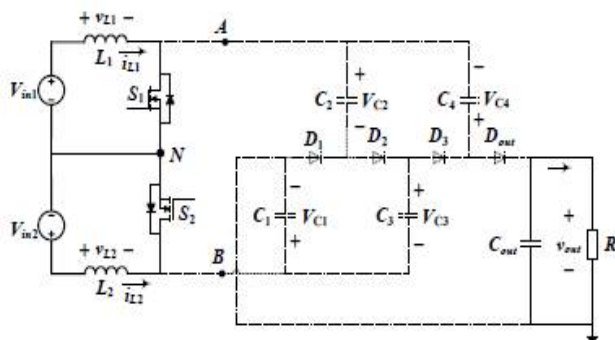 + vL1 −
A
L1 iL1
Vin1
S1
C2 VC2
C4 VC4
N
D1 D2 D3 Dout
S2
Vin2
C1 VC1
C3 VC3
Cout vout R
+ vL2 −
B
L2 iL2